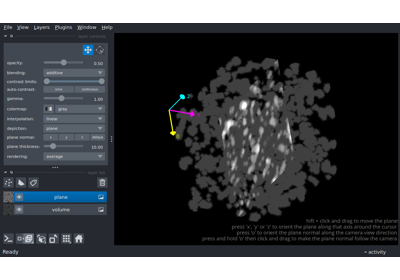 File View Layers Plugins Window Help
layer controls
opacity: 0.50
blending: additive
contrast limits:
auto-contrast: once continuous
gamma: 1.00
colormap: gray
interpolation: linear
depiction: plane
plane normal: x y z oblique
plane thickness: 10.00
rendering: average
layer list
plane
volume
hift + click and drag to move the plane
press 'x', 'y' or 'z' to orient the plane along that axis around the cursor
press 'o' to orient the plane normal along the camera view direction
press and hold 'o' then click and drag to make the plane normal follow the camera
Ready
activity